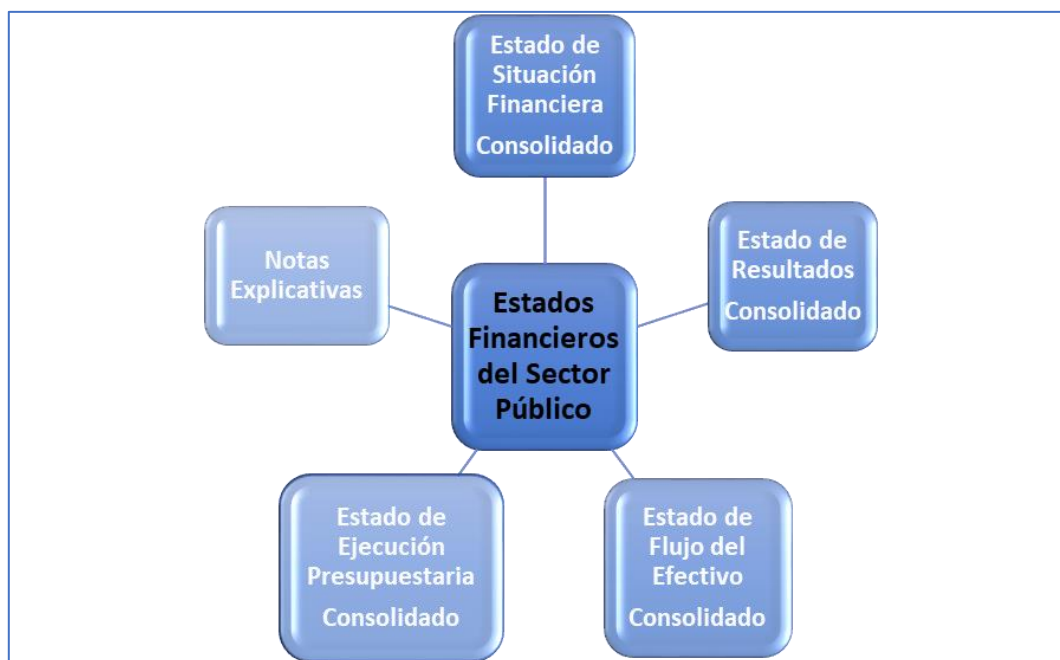 Estado de
Situación
Financiera
Consolidado
Notas
Explicativas
Estado de
Resultados
Consolidado
Estados
Financieros
del Sector
Público
Estado de
Ejecución
Presupuestaria
Consolidado
Estado de
Flujo del
Efectivo
Consolidado